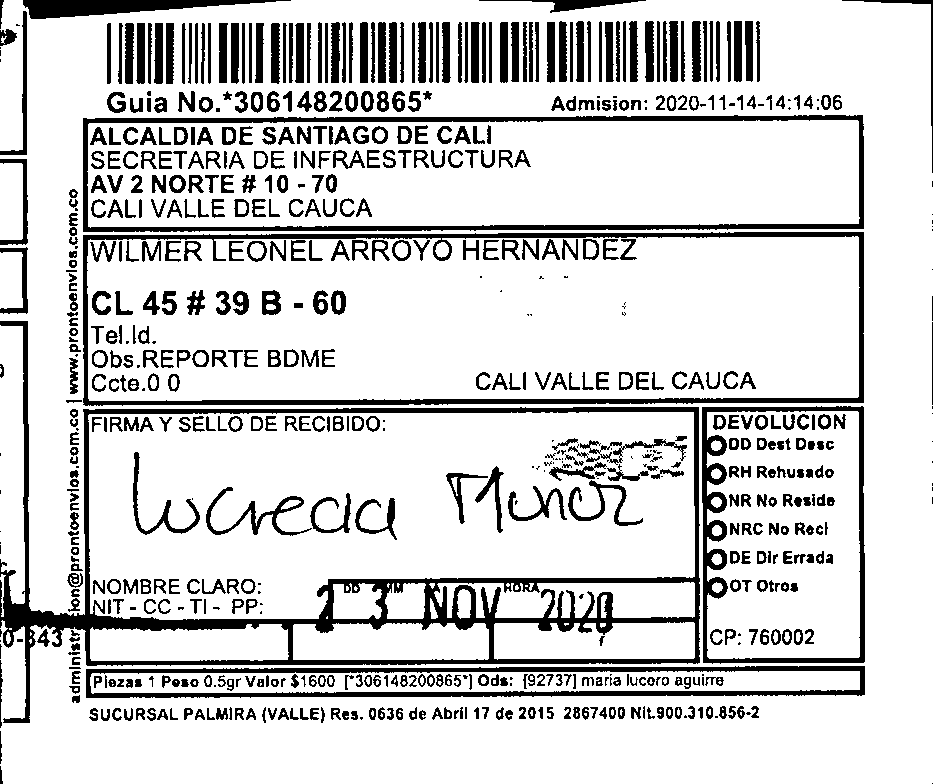 Guia No.*306148200865*
Admision: 2020-11-14-14:14:06
ALCALDIA DE SANTIAGO DE CALI
SECRETARIA DE INFRAESTRUCTURA
AV 2 NORTE # 10 - 70
CALI VALLE DEL CAUCA
WILMER LEONEL ARROYO HERNANDEZ
CL 45 # 39 B - 60
Tel.Id.
Obs.REPORTE BDME
Ccte.0 0
CALI VALLE DEL CAUCA
FIRMA Y SELLO DE RECIBIDO:
Lucrecia Munoz
NOMBRE CLARO:
NIT - CC - TI - PP:
DD MM HORA
23 NOV 2020
DEVOLUCION
DD Dest Desc
RH Rehusado
NR No Reside
NRC No Recl
DE Dir Errada
OT Otros
CP: 760002
Piezas 1 Peso 0.5gr Valor $1600 [*306148200865*] Ods: [92737] maria lucero aguirre
SUCURSAL PALMIRA (VALLE) Res. 0636 de Abril 17 de 2015 2867400 Nit.900.310.856-2
administracion@prontoenvios.com.co | www.prontoenvios.com.co
0-343